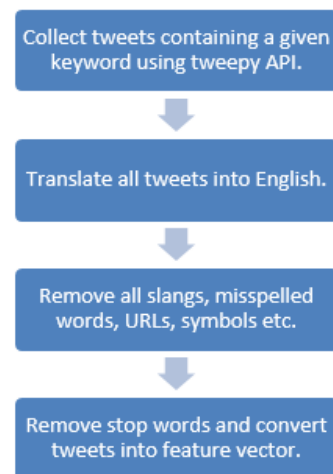 Collect tweets containing a given
keyword using tweepy API.
Translate all tweets into English.
Remove all slangs, misspelled
words, URLs, symbols etc.
Remove stop words and convert
tweets into feature vector.